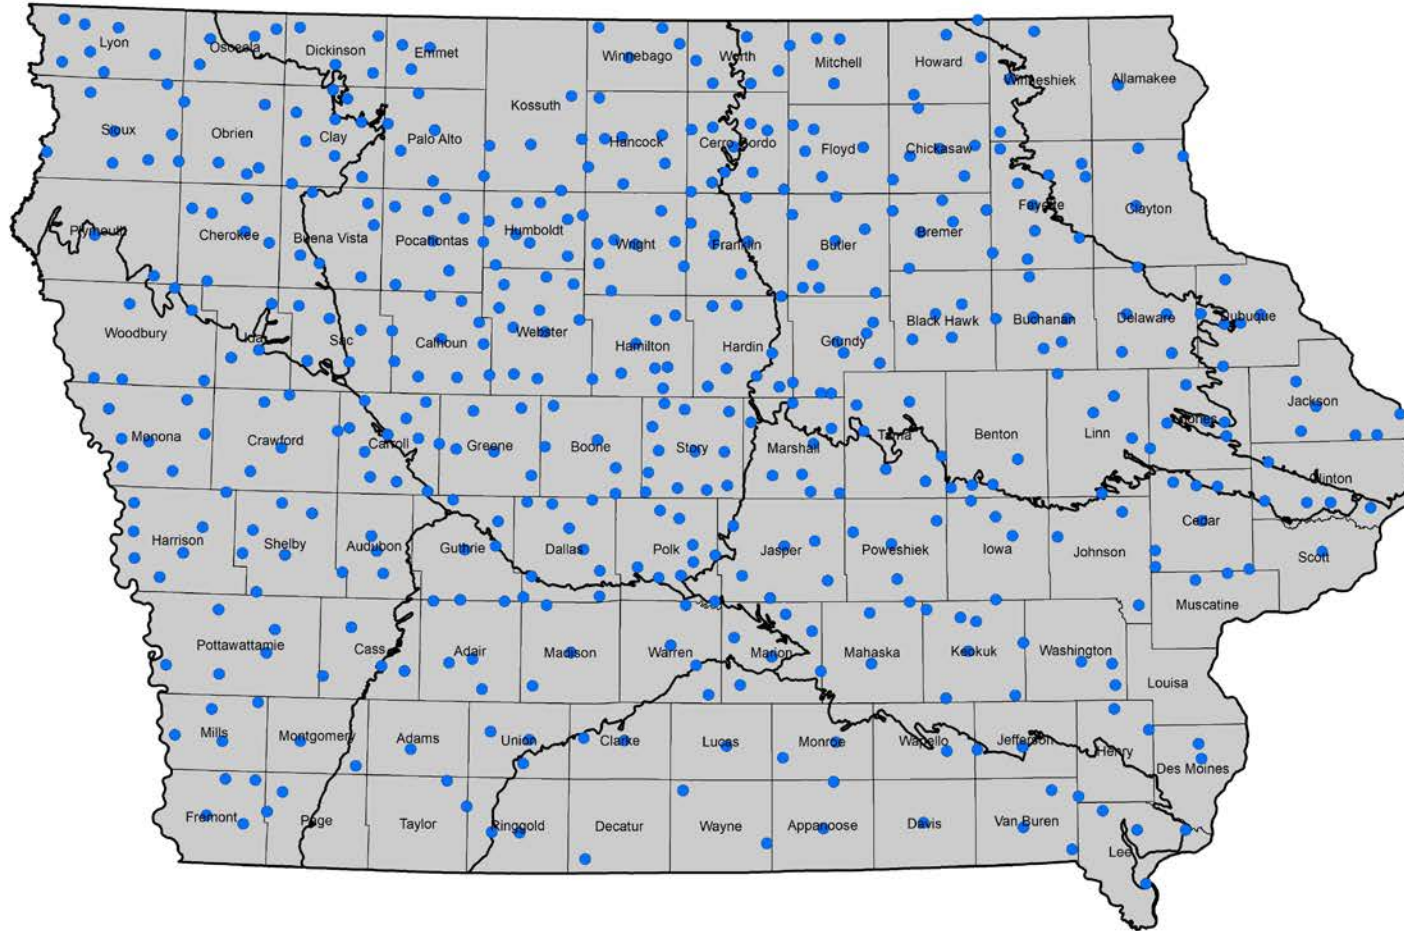 Lyon
Osceola
Dickinson
Emmet
Winnebago
Worth
Mitchell
Howard
Winneshiek
Allamakee
Kossuth
Sioux
Obrien
Clay
Palo Alto
Hancock
Cerro Gordo
Floyd
Chickasaw
Plymouth
Cherokee
Buena Vista
Pocahontas
Humboldt
Wright
Franklin
Butler
Bremer
Fayette
Clayton
Woodbury
Ida
Sac
Calhoun
Webster
Hamilton
Hardin
Grundy
Black Hawk
Buchanan
Delaware
Dubuque
Monona
Crawford
Carroll
Greene
Boone
Story
Marshall
Tama
Benton
Linn
Jones
Jackson
Clinton
Harrison
Shelby
Audubon
Guthrie
Dallas
Polk
Jasper
Poweshiek
Iowa
Johnson
Cedar
Scott
Muscatine
Pottawattamie
Cass
Adair
Madison
Warren
Marion
Mahaska
Keokuk
Washington
Louisa
Mills
Montgomery
Adams
Union
Clarke
Lucas
Monroe
Wapello
Jefferson
Henry
Des Moines
Fremont
Page
Taylor
Ringgold
Decatur
Wayne
Appanoose
Davis
Van Buren
Lee